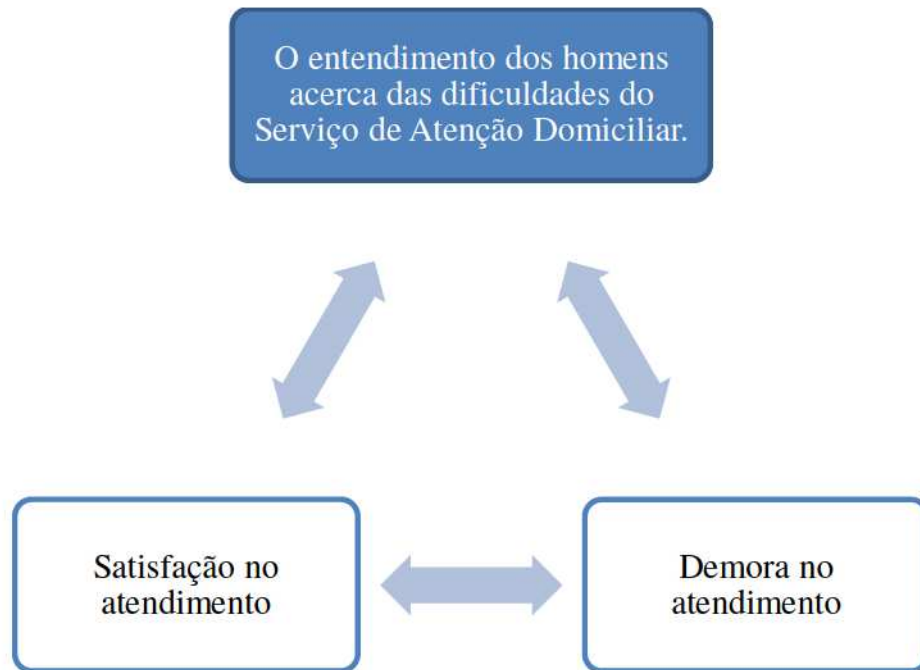 O entendimento dos homens
acerca das dificuldades do
Serviço de Atenção Domiciliar.
Satisfação no
atendimento
Demora no
atendimento